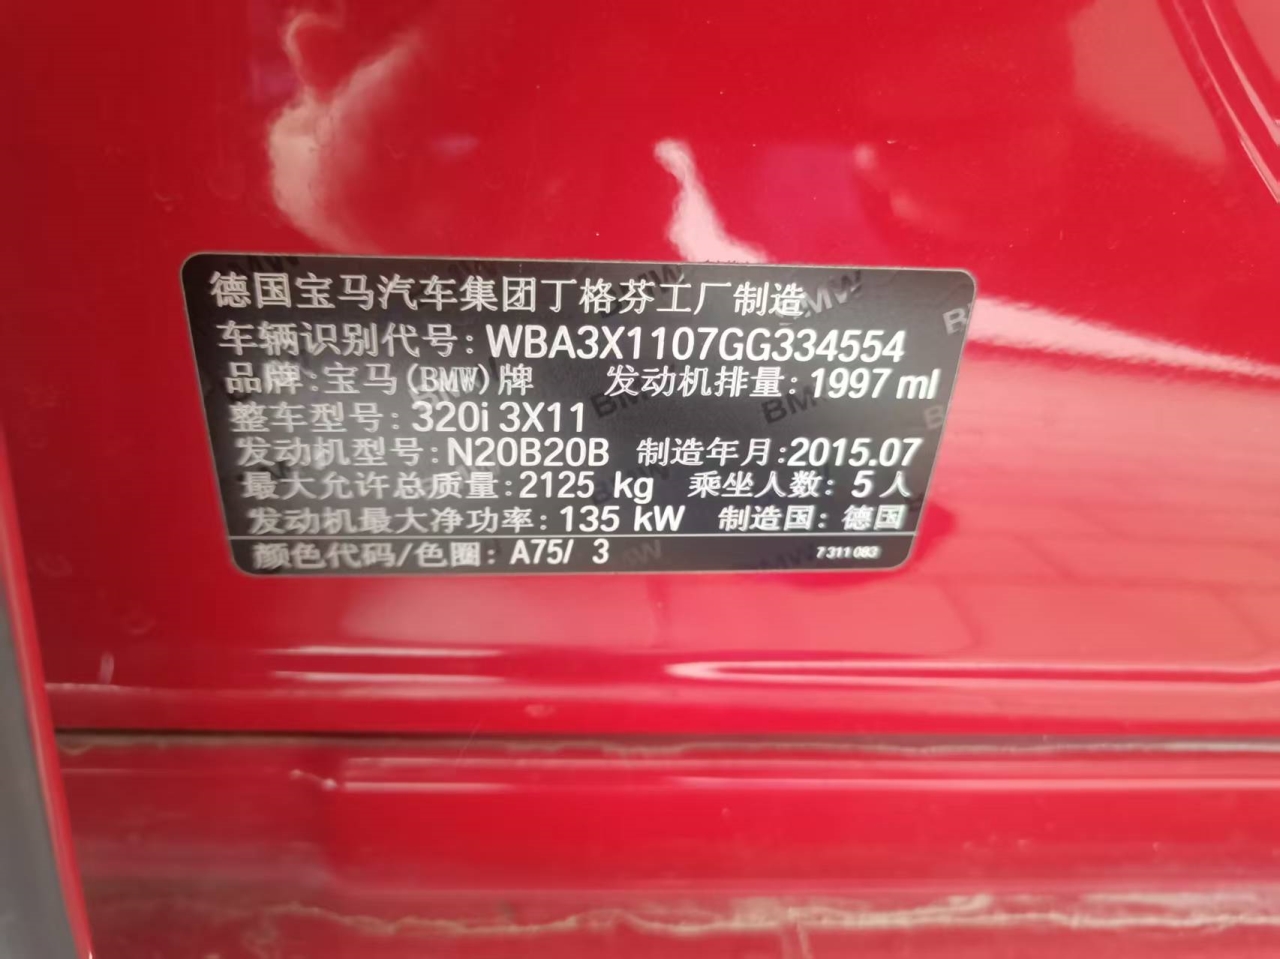 德国宝马汽车集团丁格芬工厂制造
车辆识别代号: WBA3X1107GG334554
品牌:宝马(BMW)牌 发动机排量: 1997 ml
整车型号: 320i 3X11
发动机型号: N20B20B 制造年月:2015.07
最大允许总质量:2125 kg 乘坐人数: 5人
发动机最大净功率: 135 kW 制造国: 德国
颜色代码/色圈: A75/ 3 7 311 083